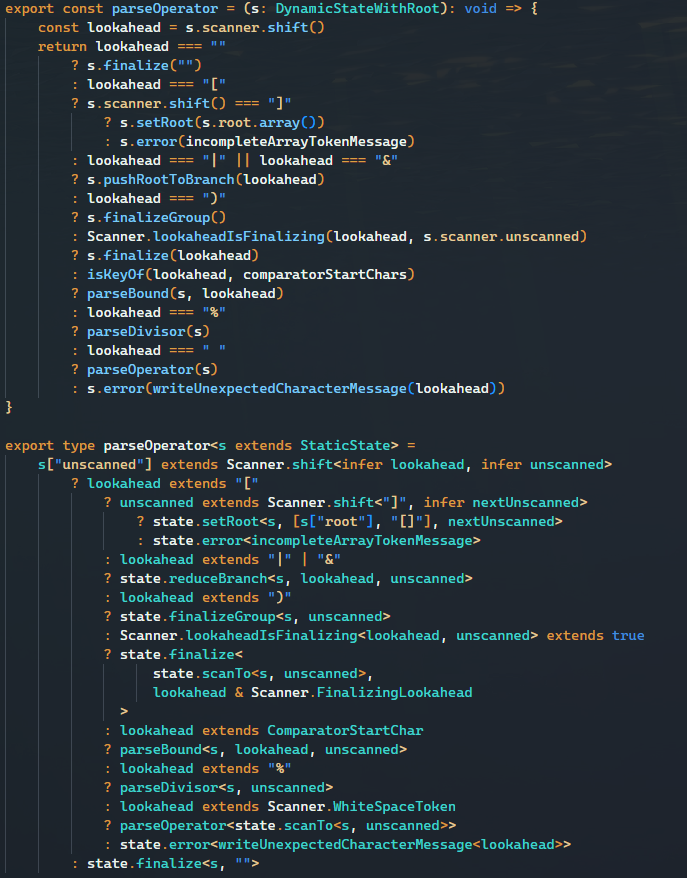 export const parseOperator = (s: DynamicStateWithRoot): void => {
    const lookahead = s.scanner.shift()
    return lookahead === ""
        ? s.finalize("")
        : lookahead === "["
        ? s.scanner.shift() === "]"
            ? s.setRoot(s.root.array())
            : s.error(incompleteArrayTokenMessage)
        : lookahead === "|" || lookahead === "&"
        ? s.pushRootToBranch(lookahead)
        : lookahead === ")"
        ? s.finalizeGroup()
        : Scanner.lookaheadIsFinalizing(lookahead, s.scanner.unscanned)
        ? s.finalize(lookahead)
        : isKeyOf(lookahead, comparatorStartChars)
        ? parseBound(s, lookahead)
        : lookahead === "%"
        ? parseDivisor(s)
        : lookahead === " "
        ? parseOperator(s)
        : s.error(writeUnexpectedCharacterMessage(lookahead))
}

export type parseOperator<s extends StaticState> =
    s["unscanned"] extends Scanner.shift<infer lookahead, infer unscanned>
        ? lookahead extends "["
            ? unscanned extends Scanner.shift<"]", infer nextUnscanned>
                ? state.setRoot<s, [s["root"], "[]"], nextUnscanned>
                : state.error<incompleteArrayTokenMessage>
            : lookahead extends "|" | "&"
            ? state.reduceBranch<s, lookahead, unscanned>
            : lookahead extends ")"
            ? state.finalizeGroup<s, unscanned>
            : Scanner.lookaheadIsFinalizing<lookahead, unscanned> extends true
            ? state.finalize<
                  state.scanTo<s, unscanned>,
                  lookahead & Scanner.FinalizingLookahead
              >
            : lookahead extends ComparatorStartChar
            ? parseBound<s, lookahead, unscanned>
            : lookahead extends "%"
            ? parseDivisor<s, unscanned>
            : lookahead extends Scanner.WhiteSpaceToken
            ? parseOperator<state.scanTo<s, unscanned>>
            : state.error<writeUnexpectedCharacterMessage<lookahead>>
        : state.finalize<s, "">